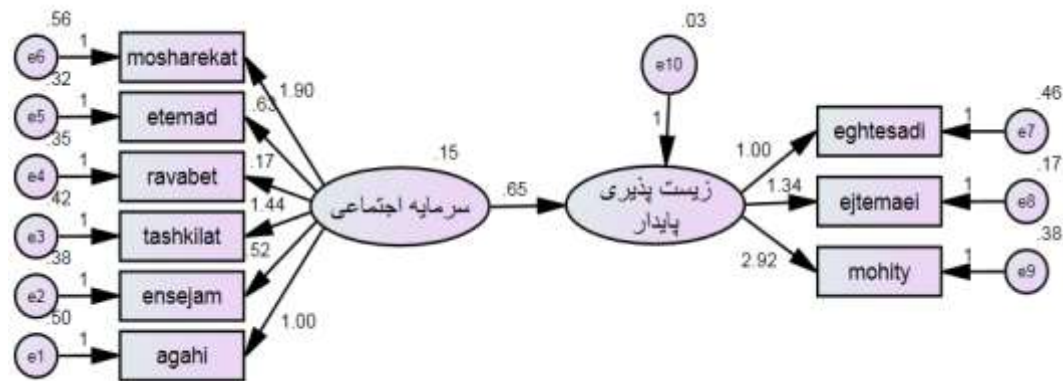 .56
e6
1
mosharekat
1.90
.32
e5
1
etemad
.63
.35
e4
1
ravabet
.17
.42
e3
1
tashkilat
1.44
.38
e2
1
ensejam
.52
.50
e1
1
agahi
1.00
.15
سرمایه اجتماعی
.65
.03
e10
1
زیست پذیری
پایدار
1.00
eghtesadi
1
.46
e7
1.34
ejtemaei
1
.17
e8
2.92
mohity
1
.38
e9